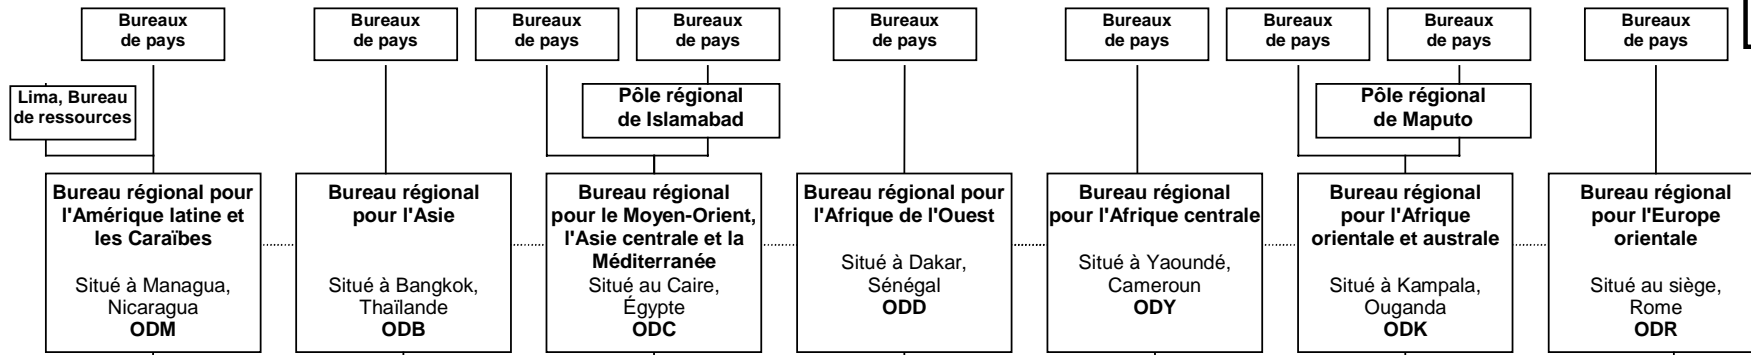 Bureaux
de pays
Bureaux
de pays
Bureaux
de pays
Bureaux
de pays
Bureaux
de pays
Bureaux
de pays
Bureaux
de pays
Bureaux
de pays
Bureaux
de pays
Lima, Bureau
de ressources
Pôle régional
de Islamabad
Pôle régional
de Maputo
Bureau régional pour
l'Amérique latine et
les Caraïbes
Situé à Managua,
Nicaragua
ODM
Bureau régional
pour l'Asie
Situé à Bangkok,
Thaïlande
ODB
Bureau régional
pour le Moyen-Orient,
l'Asie centrale et la
Méditerranée
Situé au Caire,
Égypte
ODC
Bureau régional pour
l'Afrique de l'Ouest
Situé à Dakar,
Sénégal
ODD
Bureau régional
pour l'Afrique centrale
Situé à Yaoundé,
Cameroun
ODY
Bureau régional
pour l'Afrique
orientale et australe
Situé à Kampala,
Ouganda
ODK
Bureau régional
pour l'Europe
orientale
Situé au siège,
Rome
ODR